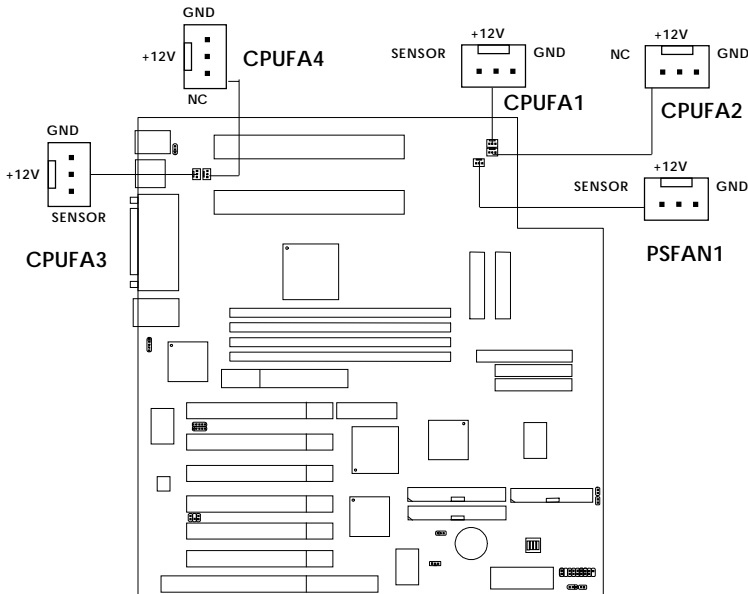 GND
+12V
NC
CPUFA4
+12V
SENSOR
GND
CPUFA1
+12V
NC
GND
CPUFA2
GND
+12V
SENSOR
CPUFA3
+12V
SENSOR
GND
PSFAN1